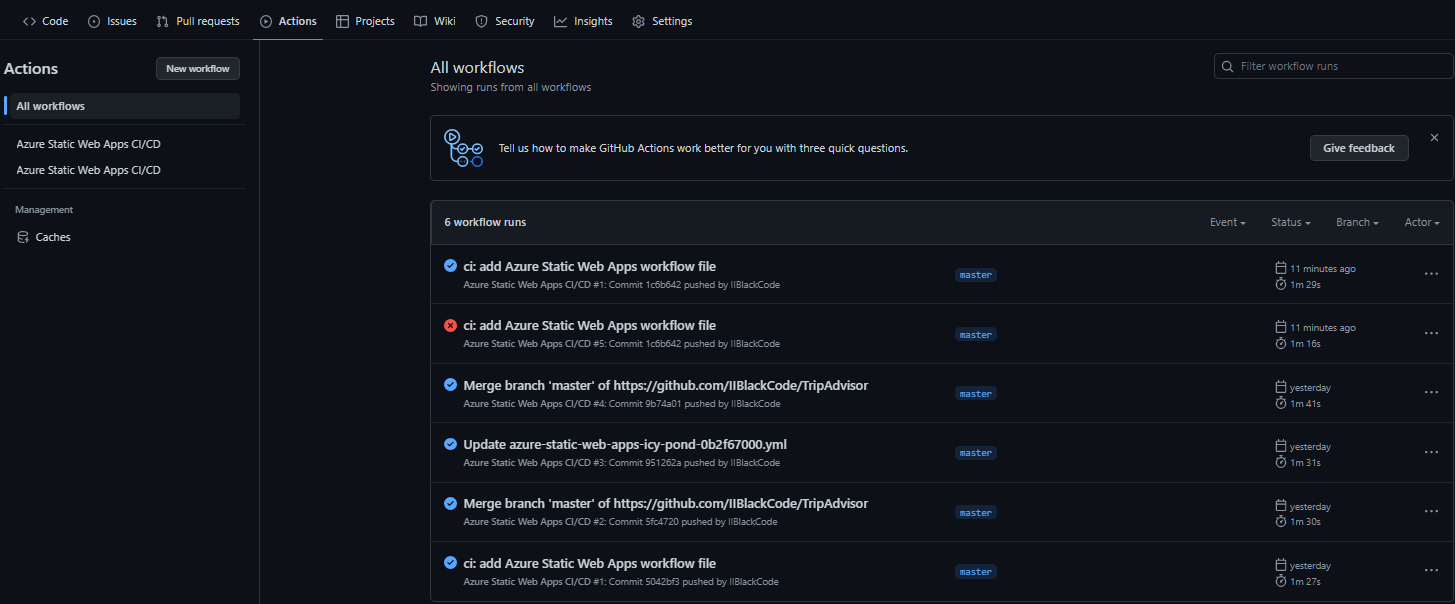 Code Issues Pull requests Actions Projects Wiki Security Insights Settings
Actions
New workflow
All workflows
Azure Static Web Apps CI/CD
Azure Static Web Apps CI/CD
Management
Caches
All workflows
Showing runs from all workflows
Filter workflow runs
Tell us how to make GitHub Actions work better for you with three quick questions.
Give feedback
6 workflow runs
Event Status Branch Actor
ci: add Azure Static Web Apps workflow file
Azure Static Web Apps CI/CD #1: Commit 1c6b642 pushed by IIBlackCode
master
11 minutes ago
1m 29s
ci: add Azure Static Web Apps workflow file
Azure Static Web Apps CI/CD #5: Commit 1c6b642 pushed by IIBlackCode
master
11 minutes ago
1m 16s
Merge branch 'master' of https://github.com/IIBlackCode/TripAdvisor
Azure Static Web Apps CI/CD #4: Commit 9b74a01 pushed by IIBlackCode
master
yesterday
1m 41s
Update azure-static-web-apps-icy-pond-0b2f67000.yml
Azure Static Web Apps CI/CD #3: Commit 951262a pushed by IIBlackCode
master
yesterday
1m 31s
Merge branch 'master' of https://github.com/IIBlackCode/TripAdvisor
Azure Static Web Apps CI/CD #2: Commit 5fc4720 pushed by IIBlackCode
master
yesterday
1m 30s
ci: add Azure Static Web Apps workflow file
Azure Static Web Apps CI/CD #1: Commit 5042bf3 pushed by IIBlackCode
master
yesterday
1m 27s